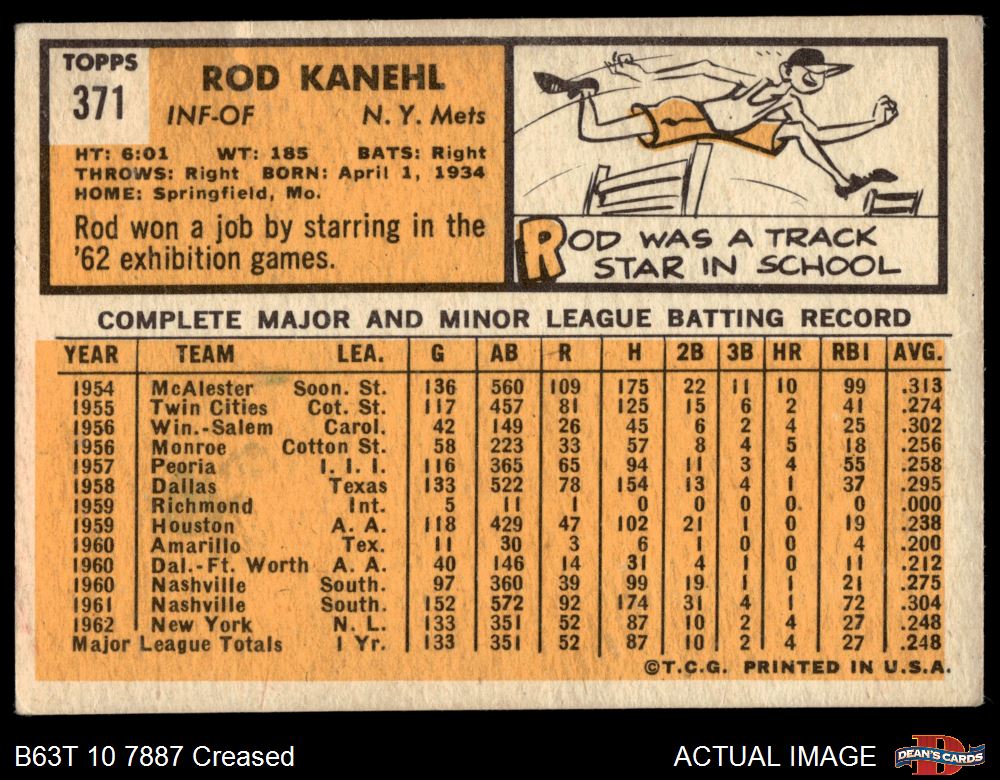 TOPPS
371
ROD KANEHL
INF-OF N. Y. Mets
HT: 6:01 WT: 185 BATS: Right
THROWS: Right BORN: April 1, 1934
HOME: Springfield, Mo.
Rod won a job by starring in the
'62 exhibition games.
ROD WAS A TRACK
STAR IN SCHOOL
COMPLETE MAJOR AND MINOR LEAGUE BATTING RECORD
YEAR TEAM LEA. G AB R H 2B 3B HR RBI AVG.
1954 McAlester Soon. St. 136 560 109 175 22 11 10 99 .313
1955 Twin Cities Cot. St. 117 457 81 125 15 6 2 41 .274
1956 Win.-Salem Carol. 42 149 26 45 6 2 4 25 .302
1956 Monroe Cotton St. 58 223 33 57 8 4 5 18 .256
1957 Peoria I. I. I. 116 365 65 94 11 3 4 55 .258
1958 Dallas Texas 133 522 78 154 13 4 1 37 .295
1959 Richmond Int. 5 11 1 0 0 0 0 0 .000
1959 Houston A. A. 118 429 47 102 21 1 0 19 .238
1960 Amarillo Tex. 11 30 3 6 1 0 0 4 .200
1960 Dal.-Ft. Worth A. A. 40 146 14 31 4 1 0 11 .212
1960 Nashville South. 97 360 39 99 19 1 1 21 .275
1961 Nashville South. 152 572 92 174 31 4 1 72 .304
1962 New York N. L. 133 351 52 87 10 2 4 27 .248
Major League Totals 1 Yr. 133 351 52 87 10 2 4 27 .248
©T.C.G. PRINTED IN U.S.A.
B63T 10 7887 Creased ACTUAL IMAGE DEAN'S CARDS